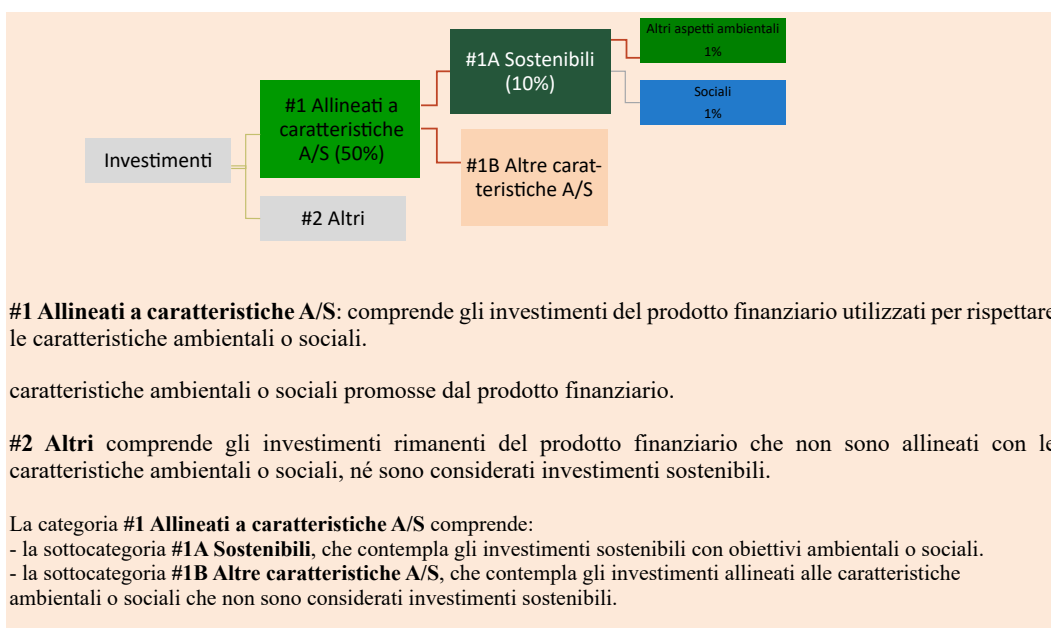 Altri aspetti ambientali
1%
#1A Sostenibili
(10%)
Sociali
1%
#1 Allineati a
caratteristiche
A/S (50%)
Investimenti
#1B Altre carat-
teristiche A/S
#2 Altri
#1 Allineati a caratteristiche A/S: comprende gli investimenti del prodotto finanziario utilizzati per rispettare
le caratteristiche ambientali o sociali.
caratteristiche ambientali o sociali promosse dal prodotto finanziario.
#2 Altri comprende gli investimenti rimanenti del prodotto finanziario che non sono allineati con le
caratteristiche ambientali o sociali, né sono considerati investimenti sostenibili.
La categoria #1 Allineati a caratteristiche A/S comprende:
- la sottocategoria #1A Sostenibili, che contempla gli investimenti sostenibili con obiettivi ambientali o sociali.
- la sottocategoria #1B Altre caratteristiche A/S, che contempla gli investimenti allineati alle caratteristiche
ambientali o sociali che non sono considerati investimenti sostenibili.